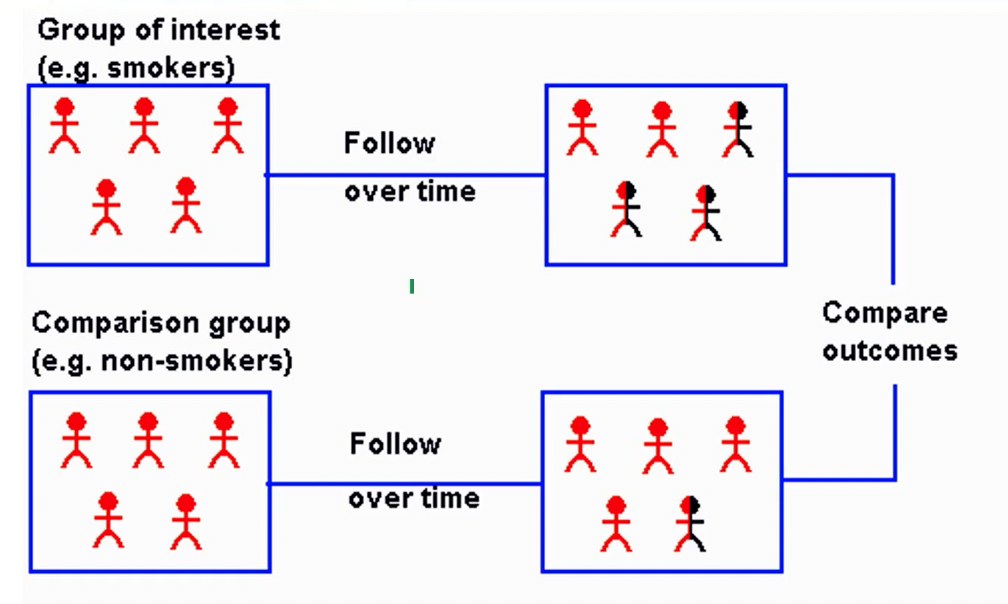 Group of interest
(e.g. smokers)
Follow
over time
Comparison group
(e.g. non-smokers)
Follow
over time
Compare
outcomes